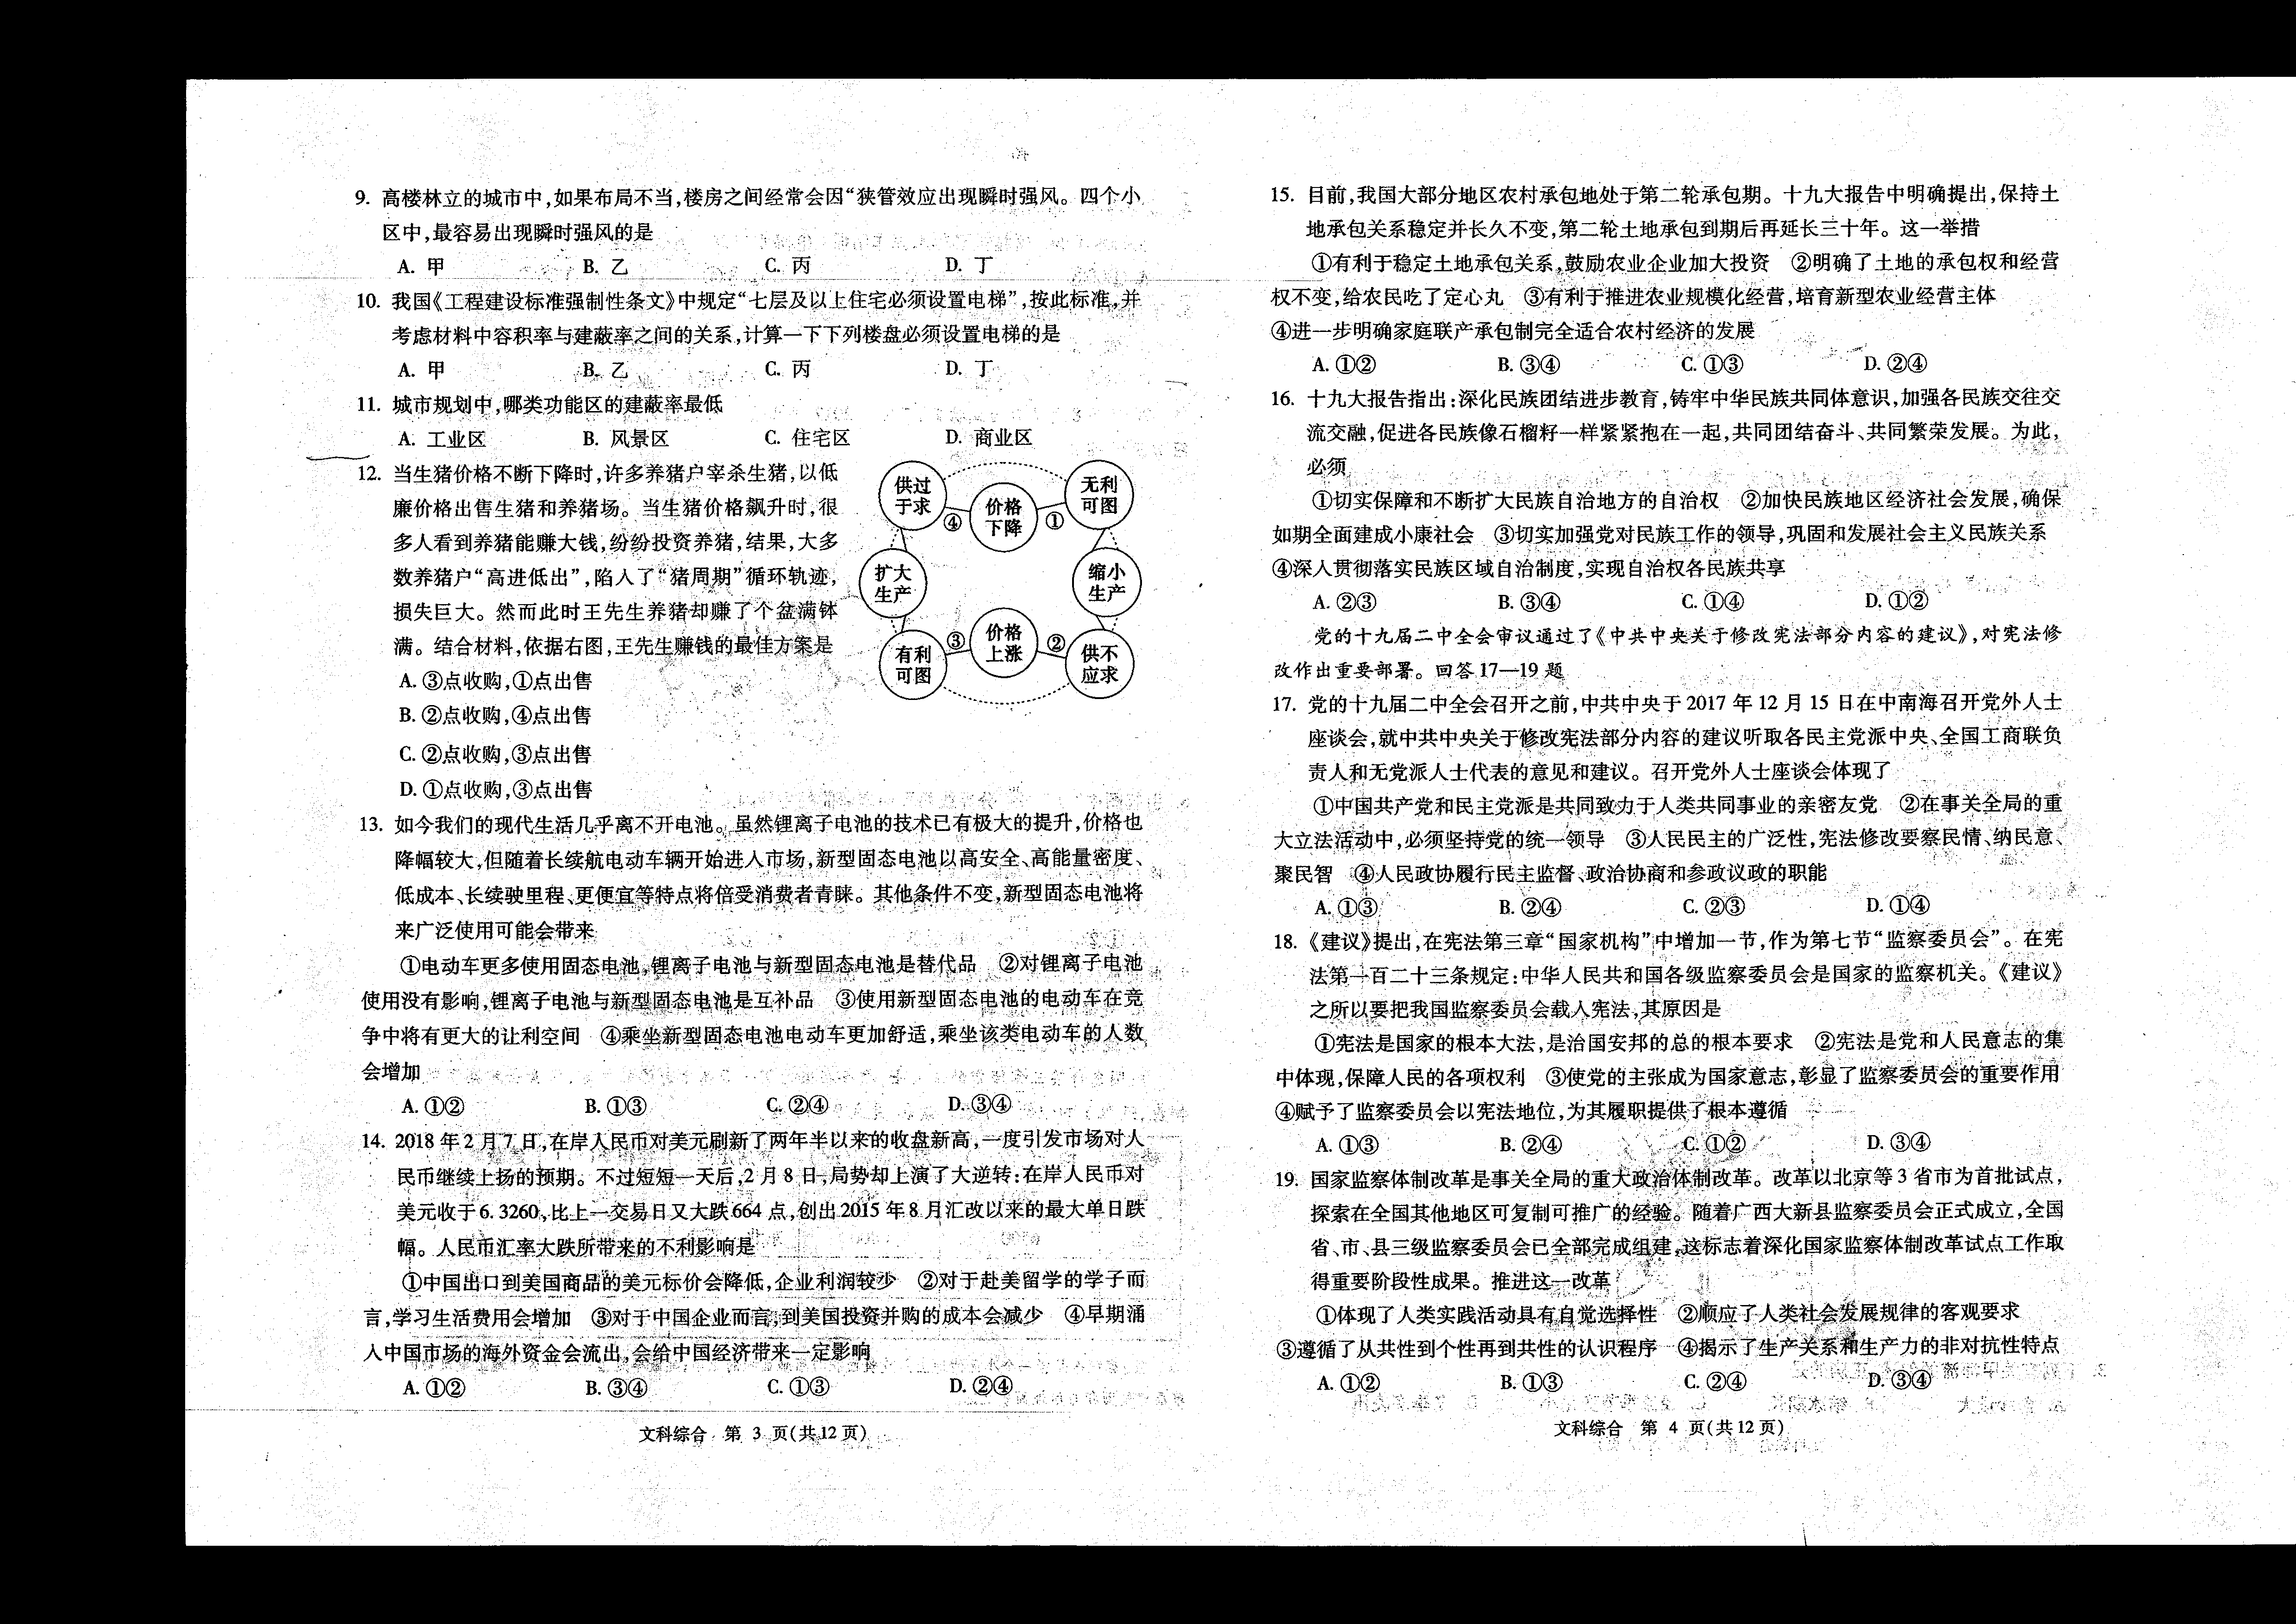 9. 高楼林立的城市中,如果布局不当,楼房之间经常会因“狭管效应出现瞬时强风。四个小
区中,最容易出现瞬时强风的是
A. 甲 B. 乙 C. 丙 D. 丁
10. 我国《工程建设标准强制性条文》中规定“七层及以上住宅必须设置电梯”,按此标准,并
考虑材料中容积率与建蔽率之间的关系,计算一下下列楼盘必须设置电梯的是
A. 甲 B. 乙 C. 丙 D. 丁
11. 城市规划中,哪类功能区的建蔽率最低
A. 工业区 B. 风景区 C. 住宅区 D. 商业区
12. 当生猪价格不断下降时,许多养猪户宰杀生猪,以低
廉价格出售生猪和养猪场。当生猪价格飙升时,很
多人看到养猪能赚大钱,纷纷投资养猪,结果,大多
数养猪户“高进低出”,陷入了“猪周期”循环轨迹,
损失巨大。然而此时王先生养猪却赚了个盆满钵
满。结合材料,依据右图,王先生赚钱的最佳方案是
A. ③点收购,①点出售
B. ②点收购,④点出售
C. ②点收购,③点出售
D. ①点收购,③点出售
供过
于求
④
价格
下降
①
无利
可图
扩大
生产
缩小
生产
有利
可图
③
价格
上涨
②
供不
应求
13. 如今我们的现代生活几乎离不开电池。虽然锂离子电池的技术已有极大的提升,价格也
降幅较大,但随着长续航电动车辆开始进入市场,新型固态电池以高安全、高能量密度、
低成本、长续驶里程、更便宜等特点将倍受消费者青睐。其他条件不变,新型固态电池将
来广泛使用可能会带来
①电动车更多使用固态电池,锂离子电池与新型固态电池是替代品 ②对锂离子电池
使用没有影响,锂离子电池与新型固态电池是互补品 ③使用新型固态电池的电动车在竞
争中将有更大的让利空间 ④乘坐新型固态电池电动车更加舒适,乘坐该类电动车的人数
会增加
A. ①② B. ①③ C. ②④ D. ③④
14. 2018年2月7日,在岸人民币对美元刷新了两年半以来的收盘新高,一度引发市场对人
民币继续上扬的预期。不过短短一天后,2月8日,局势却上演了大逆转:在岸人民币对
美元收于6.3260,比上一交易日又大跌664点,创出2015年8月汇改以来的最大单日跌
幅。人民币汇率大跌所带来的不利影响是
①中国出口到美国商品的美元标价会降低,企业利润较少 ②对于赴美留学的学子而
言,学习生活费用会增加 ③对于中国企业而言,到美国投资并购的成本会减少 ④早期涌
入中国市场的海外资金会流出,会给中国经济带来一定影响
A. ①② B. ③④ C. ①③ D. ②④
文科综合 第 3 页(共12页)
15. 目前,我国大部分地区农村承包地处于第二轮承包期。十九大报告中明确提出,保持土
地承包关系稳定并长久不变,第二轮土地承包到期后再延长三十年。这一举措
①有利于稳定土地承包关系,鼓励农业企业加大投资 ②明确了土地的承包权和经营
权不变,给农民吃了定心丸 ③有利于推进农业规模化经营,培育新型农业经营主体
④进一步明确家庭联产承包制完全适合农村经济的发展
A. ①② B. ③④ C. ①③ D. ②④
16. 十九大报告指出:深化民族团结进步教育,铸牢中华民族共同体意识,加强各民族交往交
流交融,促进各民族像石榴籽一样紧紧抱在一起,共同团结奋斗、共同繁荣发展。为此,
必须
①切实保障和不断扩大民族自治地方的自治权 ②加快民族地区经济社会发展,确保
如期全面建成小康社会 ③切实加强党对民族工作的领导,巩固和发展社会主义民族关系
④深入贯彻落实民族区域自治制度,实现自治权各民族共享
A. ②③ B. ③④ C. ①④ D. ①②
党的十九届二中全会审议通过了《中共中央关于修改宪法部分内容的建议》,对宪法修
改作出重要部署。回答17—19题
17. 党的十九届二中全会召开之前,中共中央于2017年12月15日在中南海召开党外人士
座谈会,就中共中央关于修改宪法部分内容的建议听取各民主党派中央、全国工商联负
责人和无党派人士代表的意见和建议。召开党外人士座谈会体现了
①中国共产党和民主党派是共同致力于人类共同事业的亲密友党 ②在事关全局的重
大立法活动中,必须坚持党的统一领导 ③人民民主的广泛性,宪法修改要察民情、纳民意、
聚民智 ④人民政协履行民主监督、政治协商和参政议政的职能
A. ①③ B. ②④ C. ②③ D. ①④
18. 《建议》提出,在宪法第三章“国家机构”中增加一节,作为第七节“监察委员会”。在宪
法第一百二十三条规定:中华人民共和国各级监察委员会是国家的监察机关。《建议》
之所以要把我国监察委员会载入宪法,其原因是
①宪法是国家的根本大法,是治国安邦的总的根本要求 ②宪法是党和人民意志的集
中体现,保障人民的各项权利 ③使党的主张成为国家意志,彰显了监察委员会的重要作用
④赋予了监察委员会以宪法地位,为其履职提供了根本遵循
A. ①③ B. ②④ C. ①② D. ③④
19. 国家监察体制改革是事关全局的重大政治体制改革。改革以北京等3省市为首批试点,
探索在全国其他地区可复制可推广的经验。随着广西大新县监察委员会正式成立,全国
省、市、县三级监察委员会已全部完成组建,这标志着深化国家监察体制改革试点工作取
得重要阶段性成果。推进这一改革
①体现了人类实践活动具有自觉选择性 ②顺应了人类社会发展规律的客观要求
③遵循了从共性到个性再到共性的认识程序 ④揭示了生产关系和生产力的非对抗性特点
A. ①② B. ①③ C. ②④ D. ③④
文科综合 第 4 页(共12页)